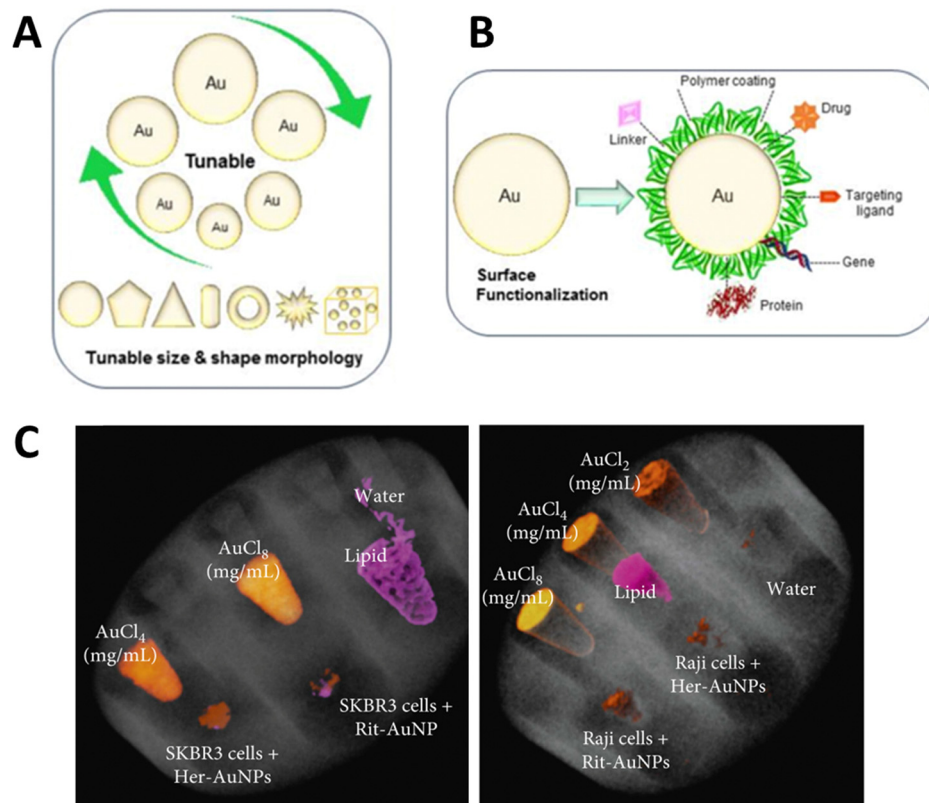 A
Au
Au
Au
Au
Au
Au
Tunable
Tunable size & shape morphology
B
Au
Surface
Functionalization
Polymer coating
Linker
Drug
Au
Targeting
ligand
Gene
Protein
C
Water
Lipid
AuCl₈
(mg/mL)
AuCl₄
(mg/mL)
SKBR3 cells +
Rit-AuNP
SKBR3 cells +
Her-AuNPs
AuCl₂
(mg/mL)
AuCl₄
(mg/mL)
AuCl₈
(mg/mL)
Lipid
Water
Raji cells +
Her-AuNPs
Raji cells +
Rit-AuNPs